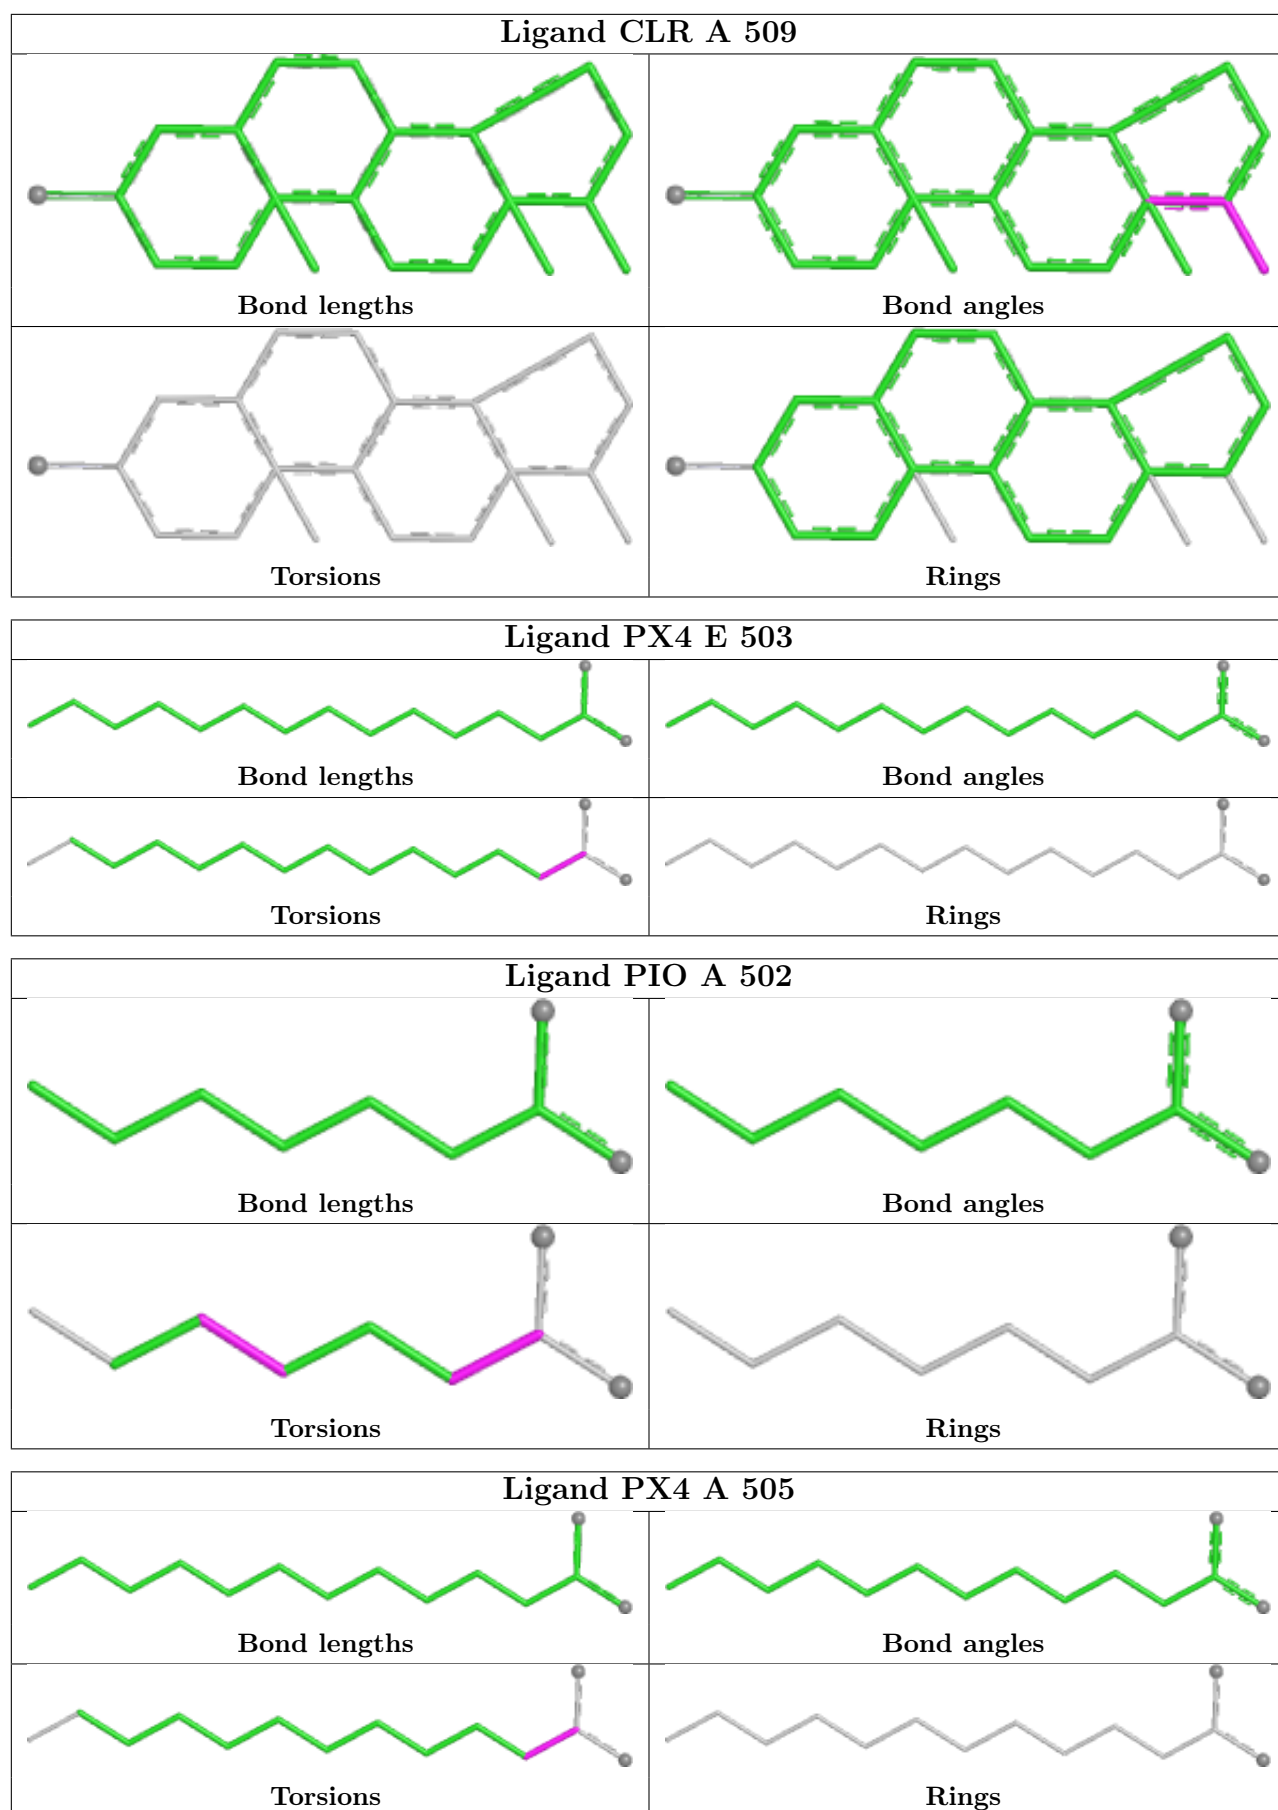 Ligand CLR A 509
Bond lengths
Bond angles
Torsions
Rings
Ligand PX4 E 503
Bond lengths
Bond angles
Torsions
Rings
Ligand PIO A 502
Bond lengths
Bond angles
Torsions
Rings
Ligand PX4 A 505
Bond lengths
Bond angles
Torsions
Rings